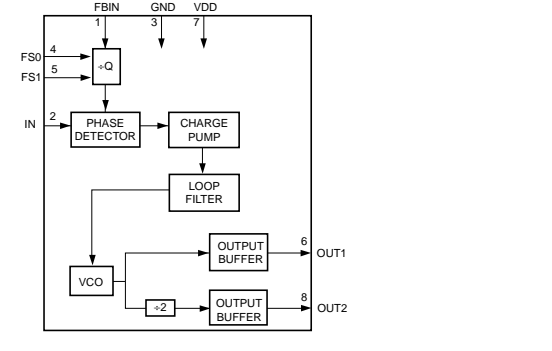 FBIN GND VDD
1 3 7
FS0 4
÷Q
FS1 5
IN 2
PHASE
DETECTOR
CHARGE
PUMP
LOOP
FILTER
OUTPUT
BUFFER
6 OUT1
VCO
÷2
OUTPUT
BUFFER
8 OUT2